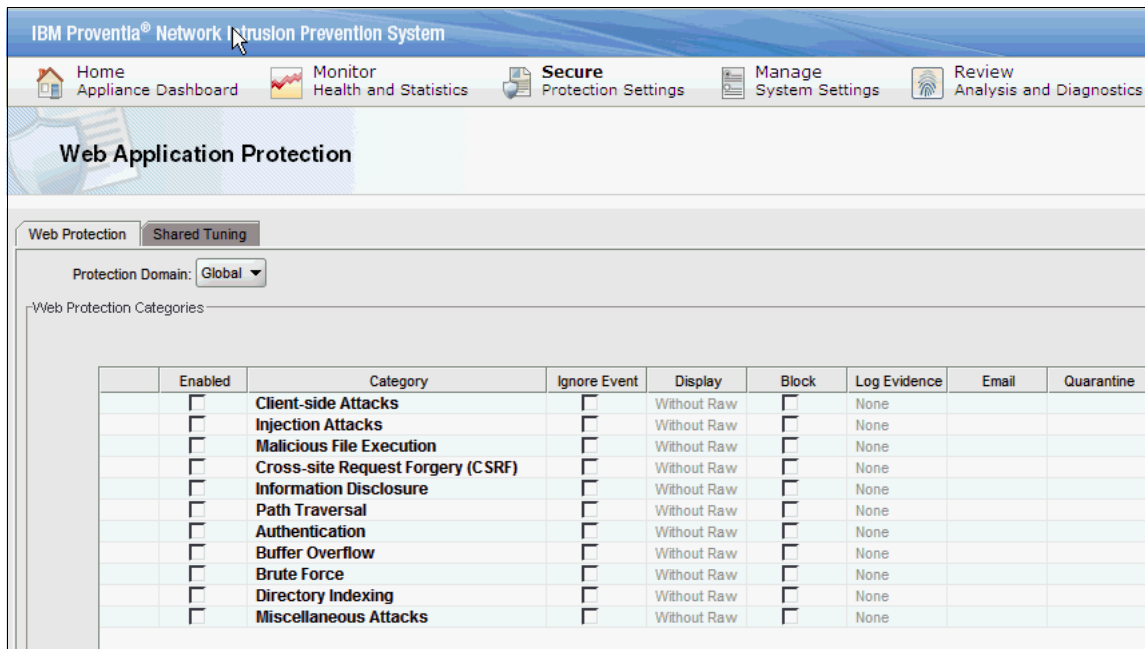 IBM Proventia® Network Intrusion Prevention System
Home Monitor Secure Manage Review
Appliance Dashboard Health and Statistics Protection Settings System Settings Analysis and Diagnostics
Web Application Protection
Web Protection Shared Tuning
Protection Domain: Global
Web Protection Categories
Enabled Category Ignore Event Display Block Log Evidence Email Quarantine
Client-side Attacks Without Raw None
Injection Attacks Without Raw None
Malicious File Execution Without Raw None
Cross-site Request Forgery (CSRF) Without Raw None
Information Disclosure Without Raw None
Path Traversal Without Raw None
Authentication Without Raw None
Buffer Overflow Without Raw None
Brute Force Without Raw None
Directory Indexing Without Raw None
Miscellaneous Attacks Without Raw None